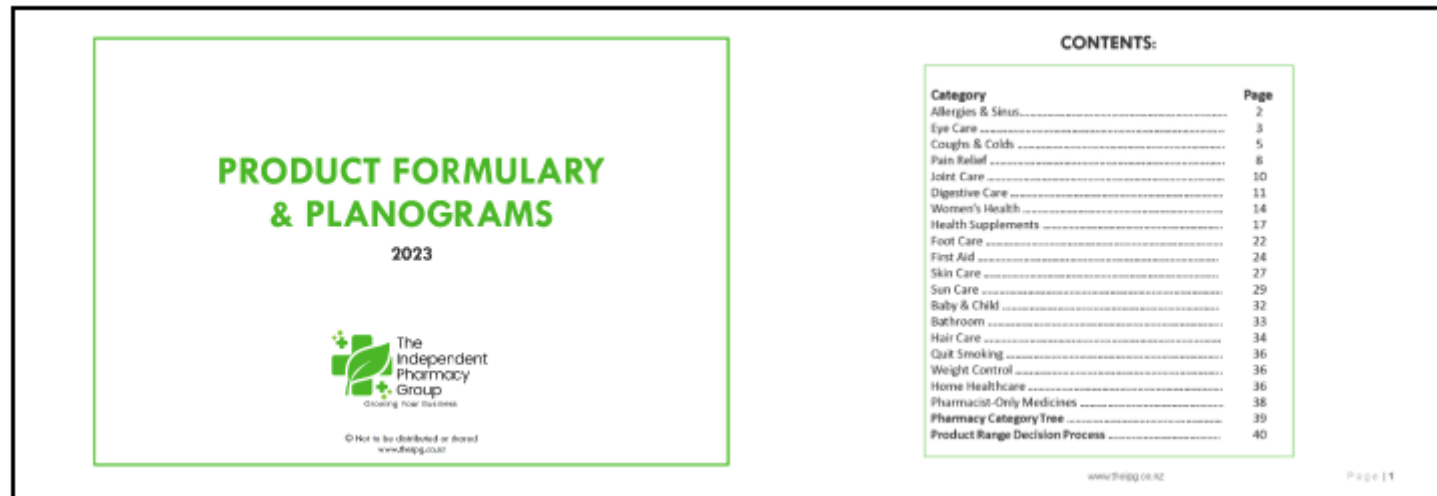 PRODUCT FORMULARY
& PLANOGRAMS
2023
The
Independent
Pharmacy
Group
Growing Your Business
© Not to be distributed or shared
www.theipg.co.nz
CONTENTS:
Category Page
Allergies & Sinus 2
Eye Care 3
Coughs & Colds 5
Pain Relief 8
Joint Care 10
Digestive Care 11
Women's Health 14
Health Supplements 17
Foot Care 22
First Aid 24
Skin Care 27
Sun Care 29
Baby & Child 32
Bathroom 33
Hair Care 34
Quit Smoking 36
Weight Control 36
Home Healthcare 36
Pharmacist-Only Medicines 38
Pharmacy Category Tree 39
Product Range Decision Process 40
www.theipg.co.nz Page | 1